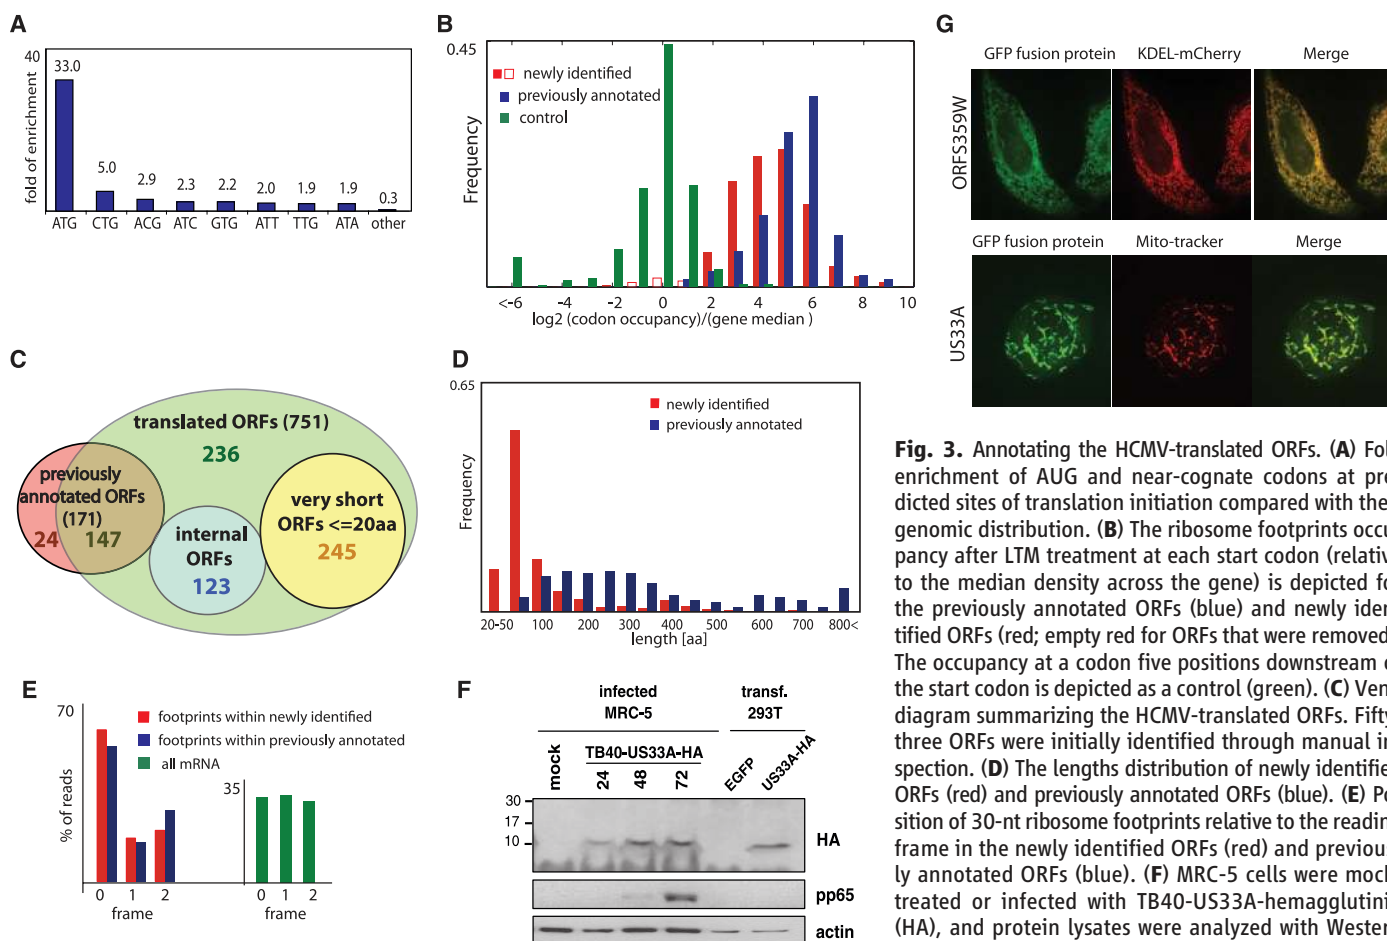 A
40
fold of enrichment
33.0
5.0
2.9
2.3
2.2
2.0
1.9
1.9
0.3
ATG CTG ACG ATC GTG ATT TTG ATA other
B
0.45
Frequency
newly identified
previously annotated
control
<-6 -4 -2 0 2 4 6 8 10
log2 (codon occupancy)/(gene median )
C
translated ORFs (751)
236
previously
annotated ORFs
(171)
24 147
internal
ORFs
123
very short
ORFs <=20aa
245
D
0.65
Frequency
newly identified
previously annotated
20-50 100 200 300 400 500 600 700 800<
length [aa]
E
70
% of reads
footprints within newly identified
footprints within previously annotated
all mRNA
35
0 1 2
frame
0 1 2
frame
F
infected
MRC-5
transf.
293T
mock
TB40-US33A-HA
24 48 72
EGFP
US33A-HA
30
17
10
HA
pp65
actin
G
GFP fusion protein KDEL-mCherry Merge
ORFS359W
GFP fusion protein Mito-tracker Merge
US33A
Fig. 3. Annotating the HCMV-translated ORFs. (A) Fol
enrichment of AUG and near-cognate codons at pre
dicted sites of translation initiation compared with the
genomic distribution. (B) The ribosome footprints occu
pancy after LTM treatment at each start codon (relativ
to the median density across the gene) is depicted fo
the previously annotated ORFs (blue) and newly iden
tified ORFs (red; empty red for ORFs that were removed
The occupancy at a codon five positions downstream o
the start codon is depicted as a control (green). (C) Ven
diagram summarizing the HCMV-translated ORFs. Fifty
three ORFs were initially identified through manual in
spection. (D) The lengths distribution of newly identifie
ORFs (red) and previously annotated ORFs (blue). (E) Po
sition of 30-nt ribosome footprints relative to the readin
frame in the newly identified ORFs (red) and previous
ly annotated ORFs (blue). (F) MRC-5 cells were mock
treated or infected with TB40-US33A-hemagglutini
(HA), and protein lysates were analyzed with Wester